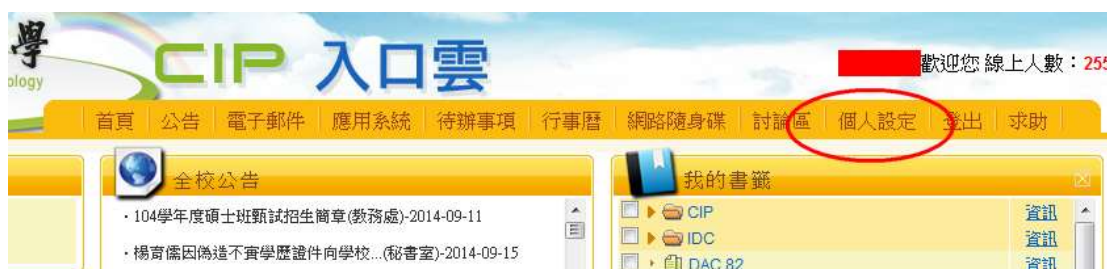 學
ology
CIP 入口雲
歡迎您 線上人數：255
首頁 公告 電子郵件 應用系統 待辦事項 行事曆 網路隨身碟 討論區 個人設定 登出 求助
全校公告
・104學年度碩士班甄試招生簡章(教務處)-2014-09-11
・楊育儒因偽造不實學歷證件向學校...(秘書室)-2014-09-15
我的書籤
CIP 資訊
IDC 資訊
DAC 82 資訊